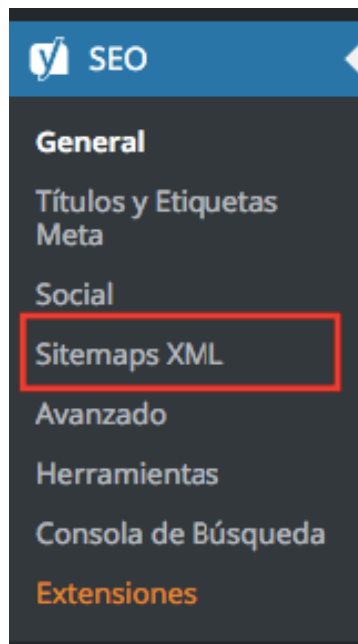 SEO
General
Títulos y Etiquetas
Meta
Social
Sitemaps XML
Avanzado
Herramientas
Consola de Búsqueda
Extensiones